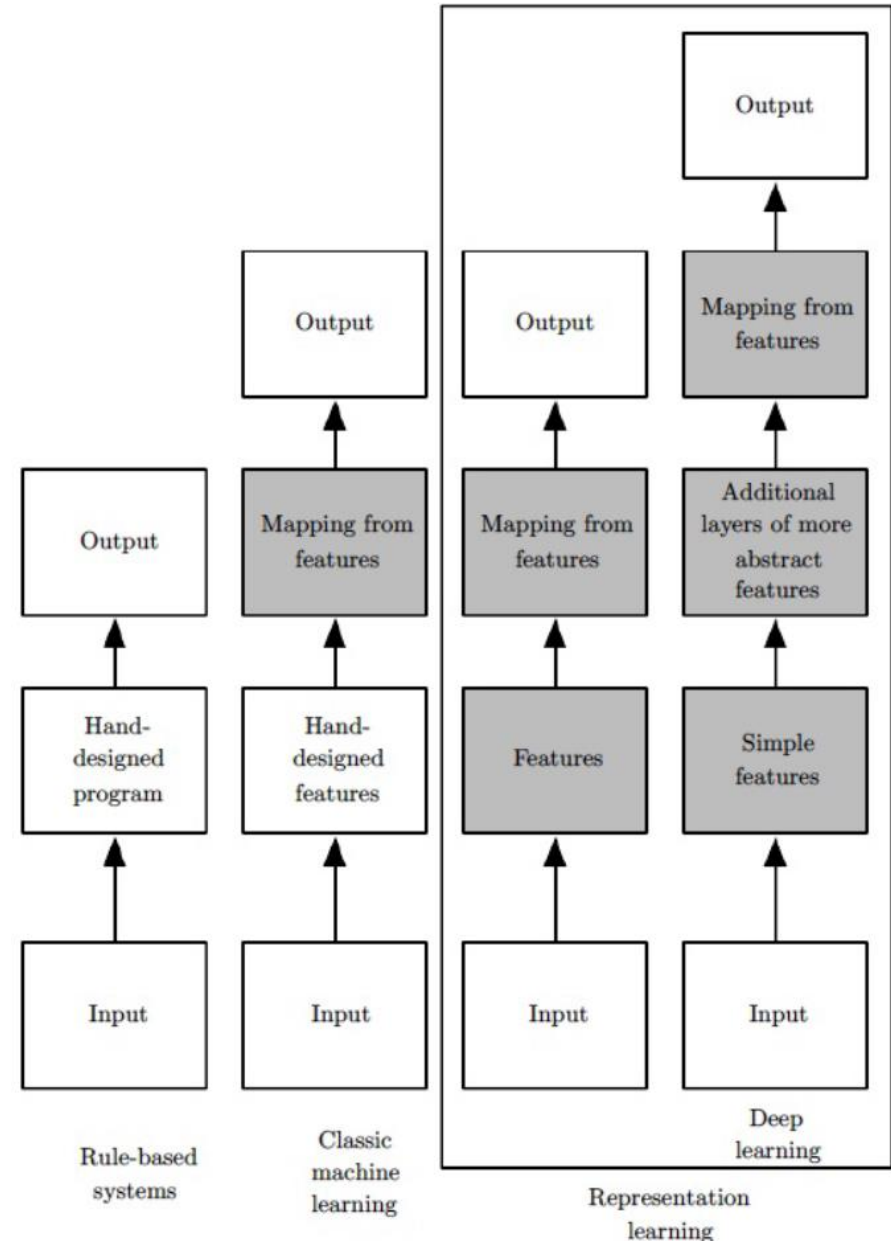 Output
Output
Output
Mapping from
features
Output
Mapping from
features
Mapping from
features
Additional
layers of more
abstract
features
Hand-
designed
program
Hand-
designed
features
Features
Simple
features
Input
Input
Input
Input
Rule-based
systems
Classic
machine
learning
Representation
learning
Deep
learning